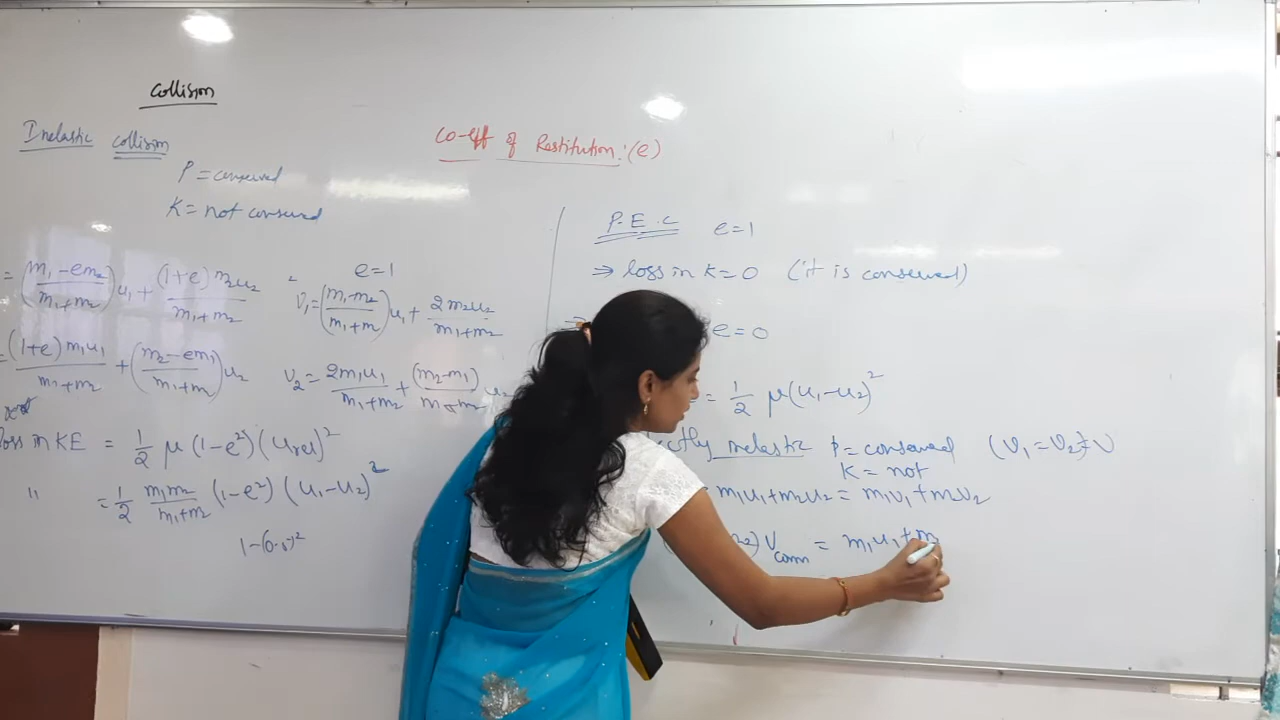 Collision
Inelastic collision
Co-eff of Restitution:(e)
P = conserved
K = not conserved
P.E.C e=1
⇒ loss in K=0 (it is conserved)
= (m₁-em₂/m₁+m₂)u₁ + (1+e)m₂u₂/m₁+m₂
e=1
V₁=(m₁-m₂/m₁+m)u₁+ 2m₂u₂/m₁+m₂
= (1+e)m₁u₁/m₁+m₂ + (m₂-em₁/m₁+m)u₂
V₂= 2m₁u₁/m₁+m₂ + (m₂-m₁)/m₁+m₂
e=0
= 1/2 μ(u₁-u₂)²
loss in KE = 1/2 μ (1-e²)(Urel)²
" = 1/2 m₁m₂/m₁+m₂ (1-e²) (u₁-u₂)²
1-(0.1)²
ctly inelastic P = conserved (V₁=V₂)=V
K = not
m₁u₁+m₂u₂ = m₁v₁+m₂v₂
Vcom = m₁u₁+m